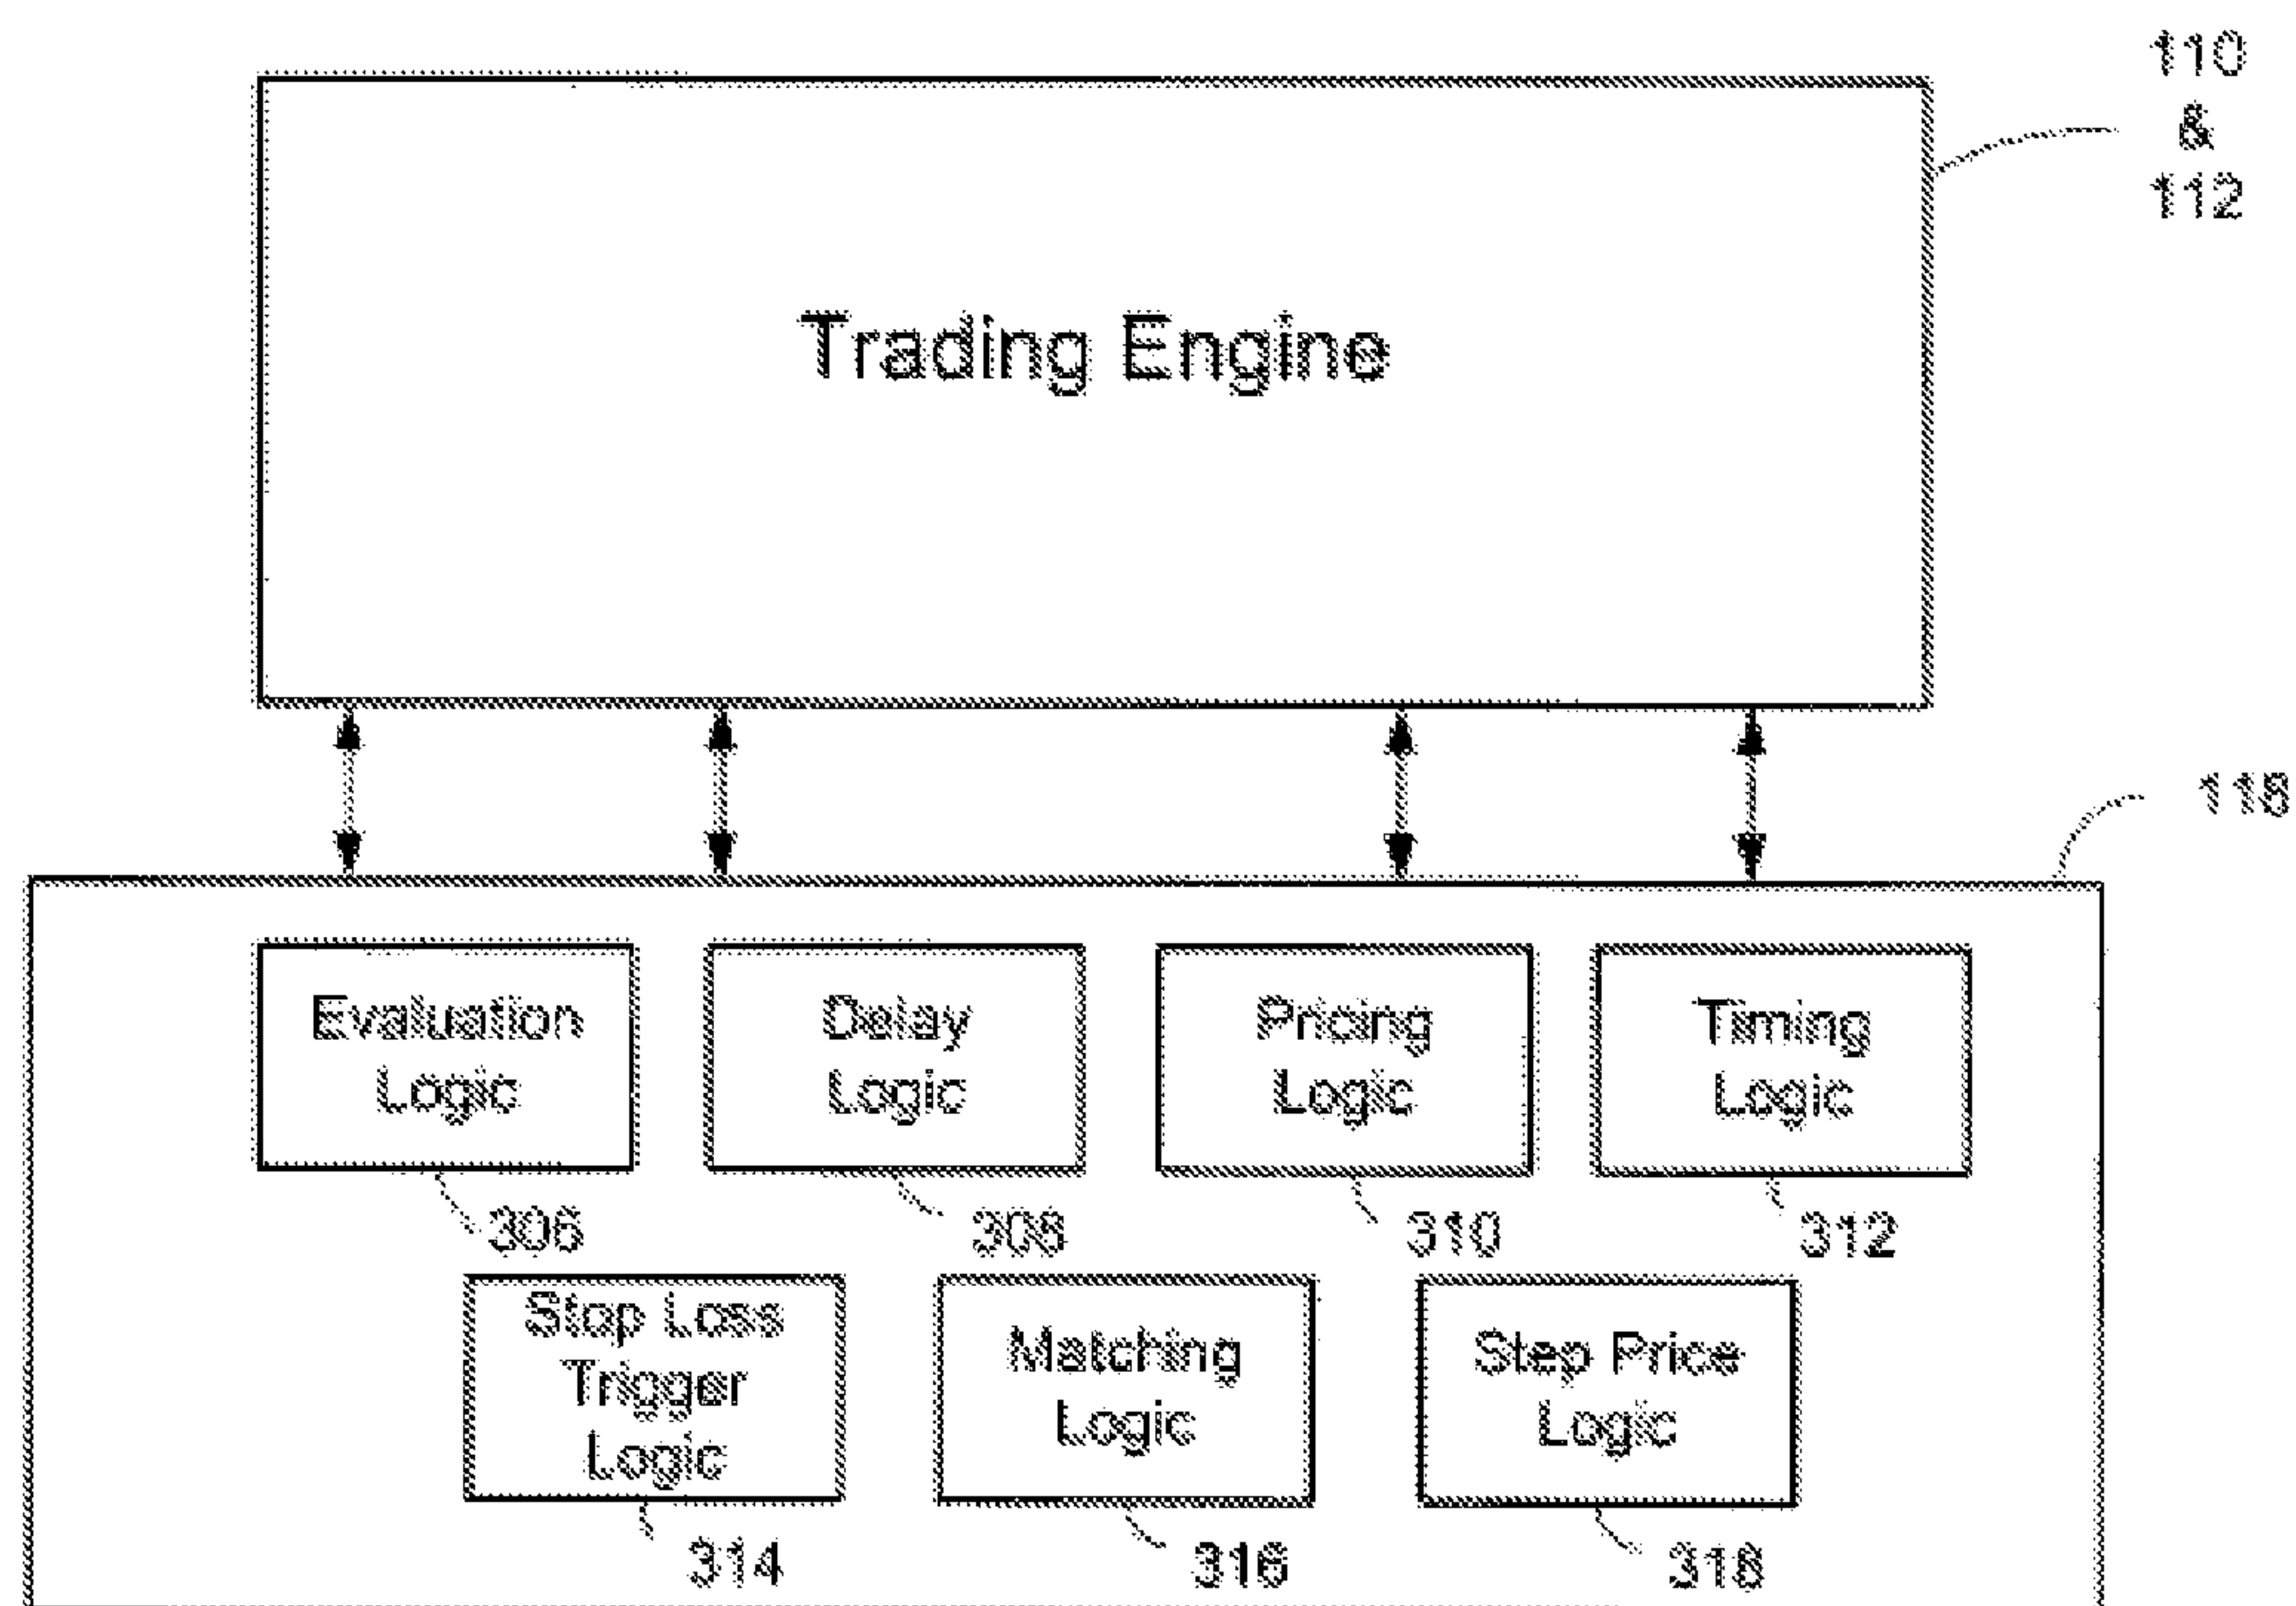 110
&
112
Trading Engine
118
Evaluation
Logic
Delay
Logic
Pricing
Logic
Timing
Logic
306
308
310
312
Stop Loss
Trigger
Logic
Matching
Logic
Step Price
Logic
314
316
318